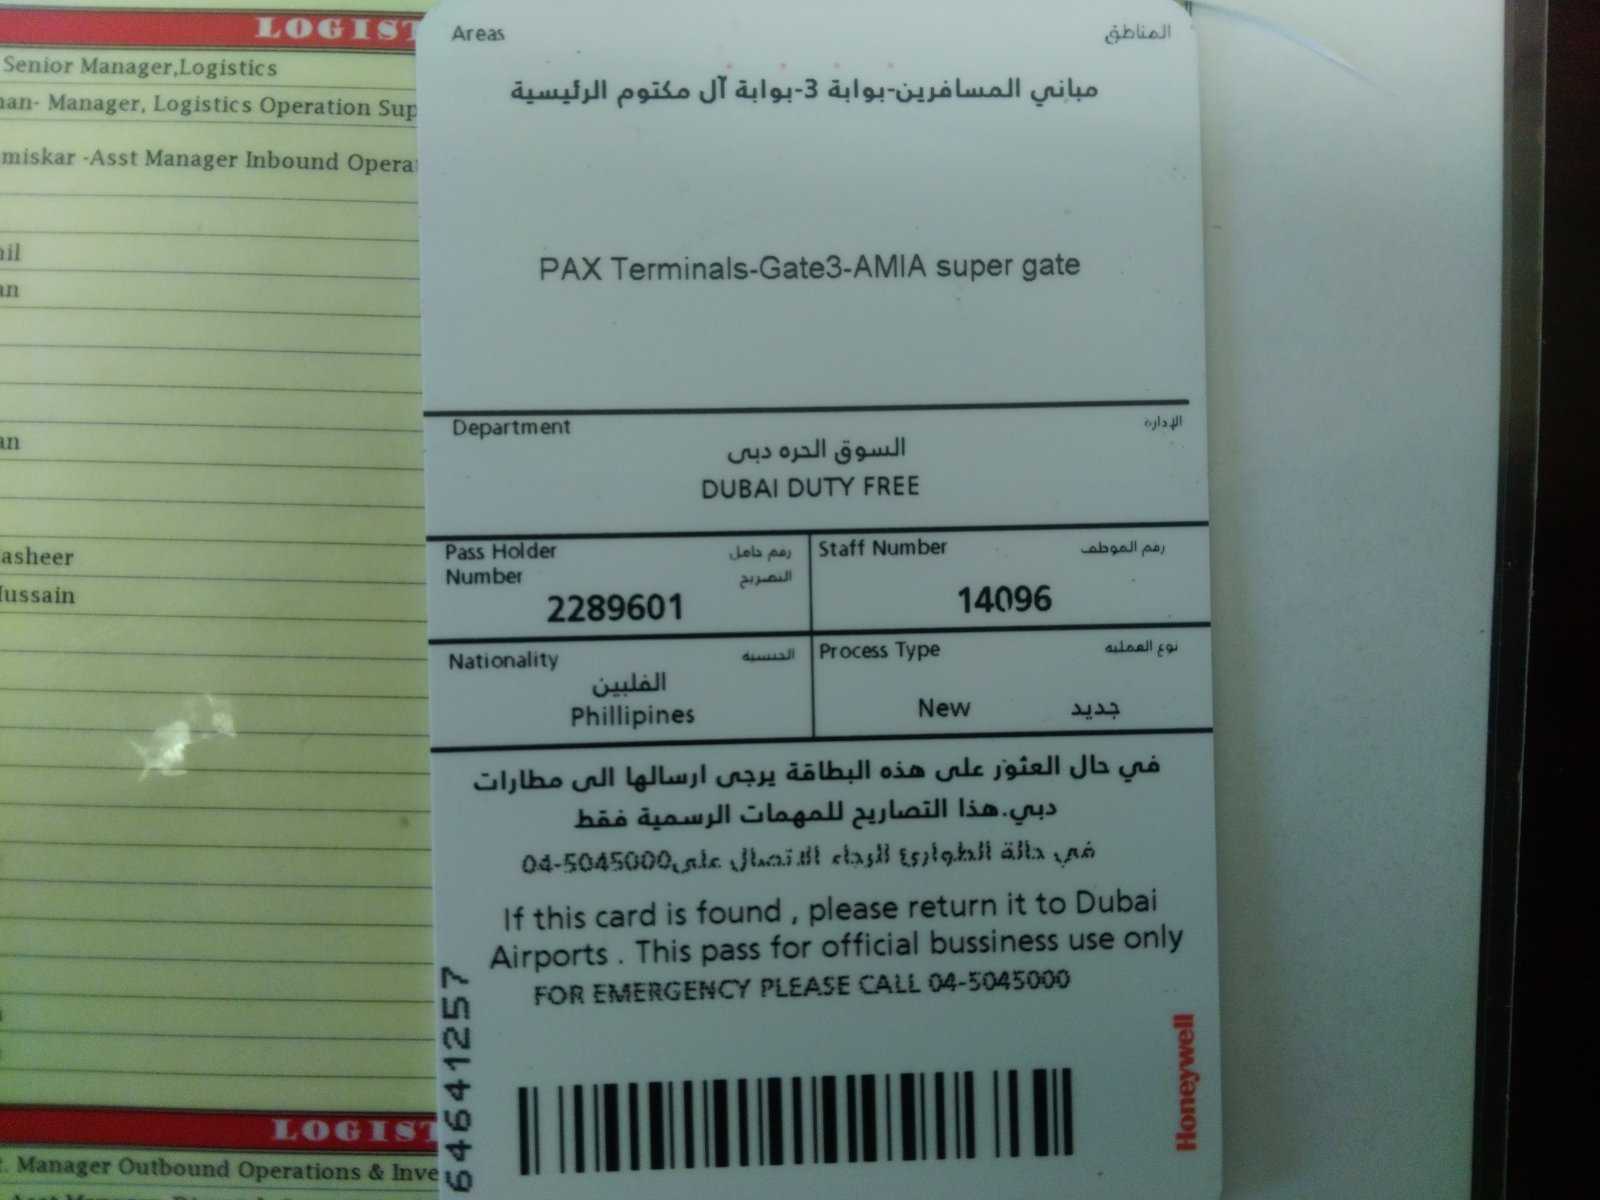 LOGIST
Senior Manager,Logistics
nan- Manager, Logistics Operation Sup
miskar -Asst Manager Inbound Opera
il
an
an
asheer
Hussain
LOGIST
. Manager Outbound Operations & Inve
Areas المناطق
مباني المسافرين-بوابة 3-بوابة آل مكتوم الرئيسية
PAX Terminals-Gate3-AMIA super gate
Department الإدارة
السوق الحره دبى
DUBAI DUTY FREE
Pass Holder رقم حامل
Number التصريح
2289601
Staff Number رقم الموظف
14096
Nationality الجنسية
الفلبين
Phillipines
Process Type نوع العملية
New جديد
في حال العثور على هذه البطاقة يرجى ارسالها الى مطارات
دبي.هذا التصاريح للمهمات الرسمية فقط
في حالة الطوارئ الرجاء الاتصال على04-5045000
If this card is found , please return it to Dubai
Airports . This pass for official bussiness use only
FOR EMERGENCY PLEASE CALL 04-5045000
64641257
Honeywell